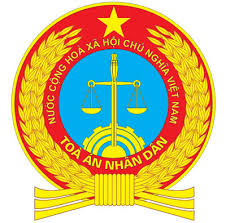 NƯỚC CỘNG HOÀ XÃ HỘI CHỦ NGHĨA VIỆT NAM
TOÀ ÁN NHÂN DÂN